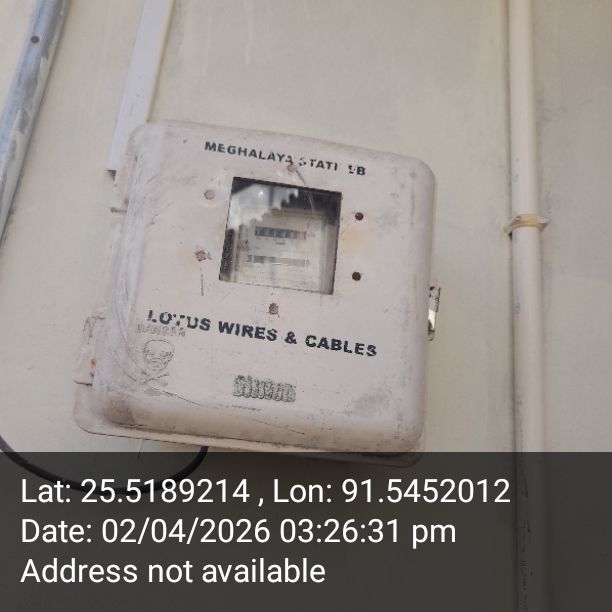 MEGHALAYA STATE EB
LOTUS WIRES & CABLES
DANGER
Lat: 25.5189214 , Lon: 91.5452012
Date: 02/04/2026 03:26:31 pm
Address not available